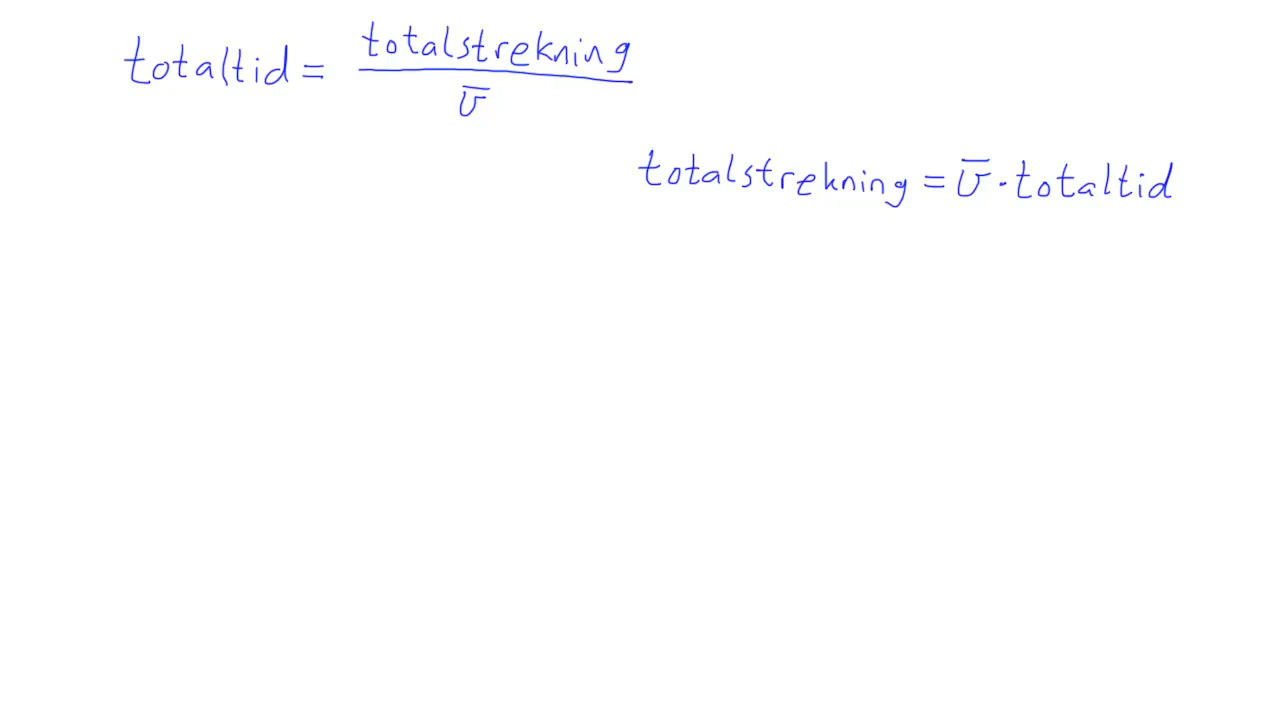 totaltid = totalstrekning / v̅
totalstrekning = v̅ · totaltid